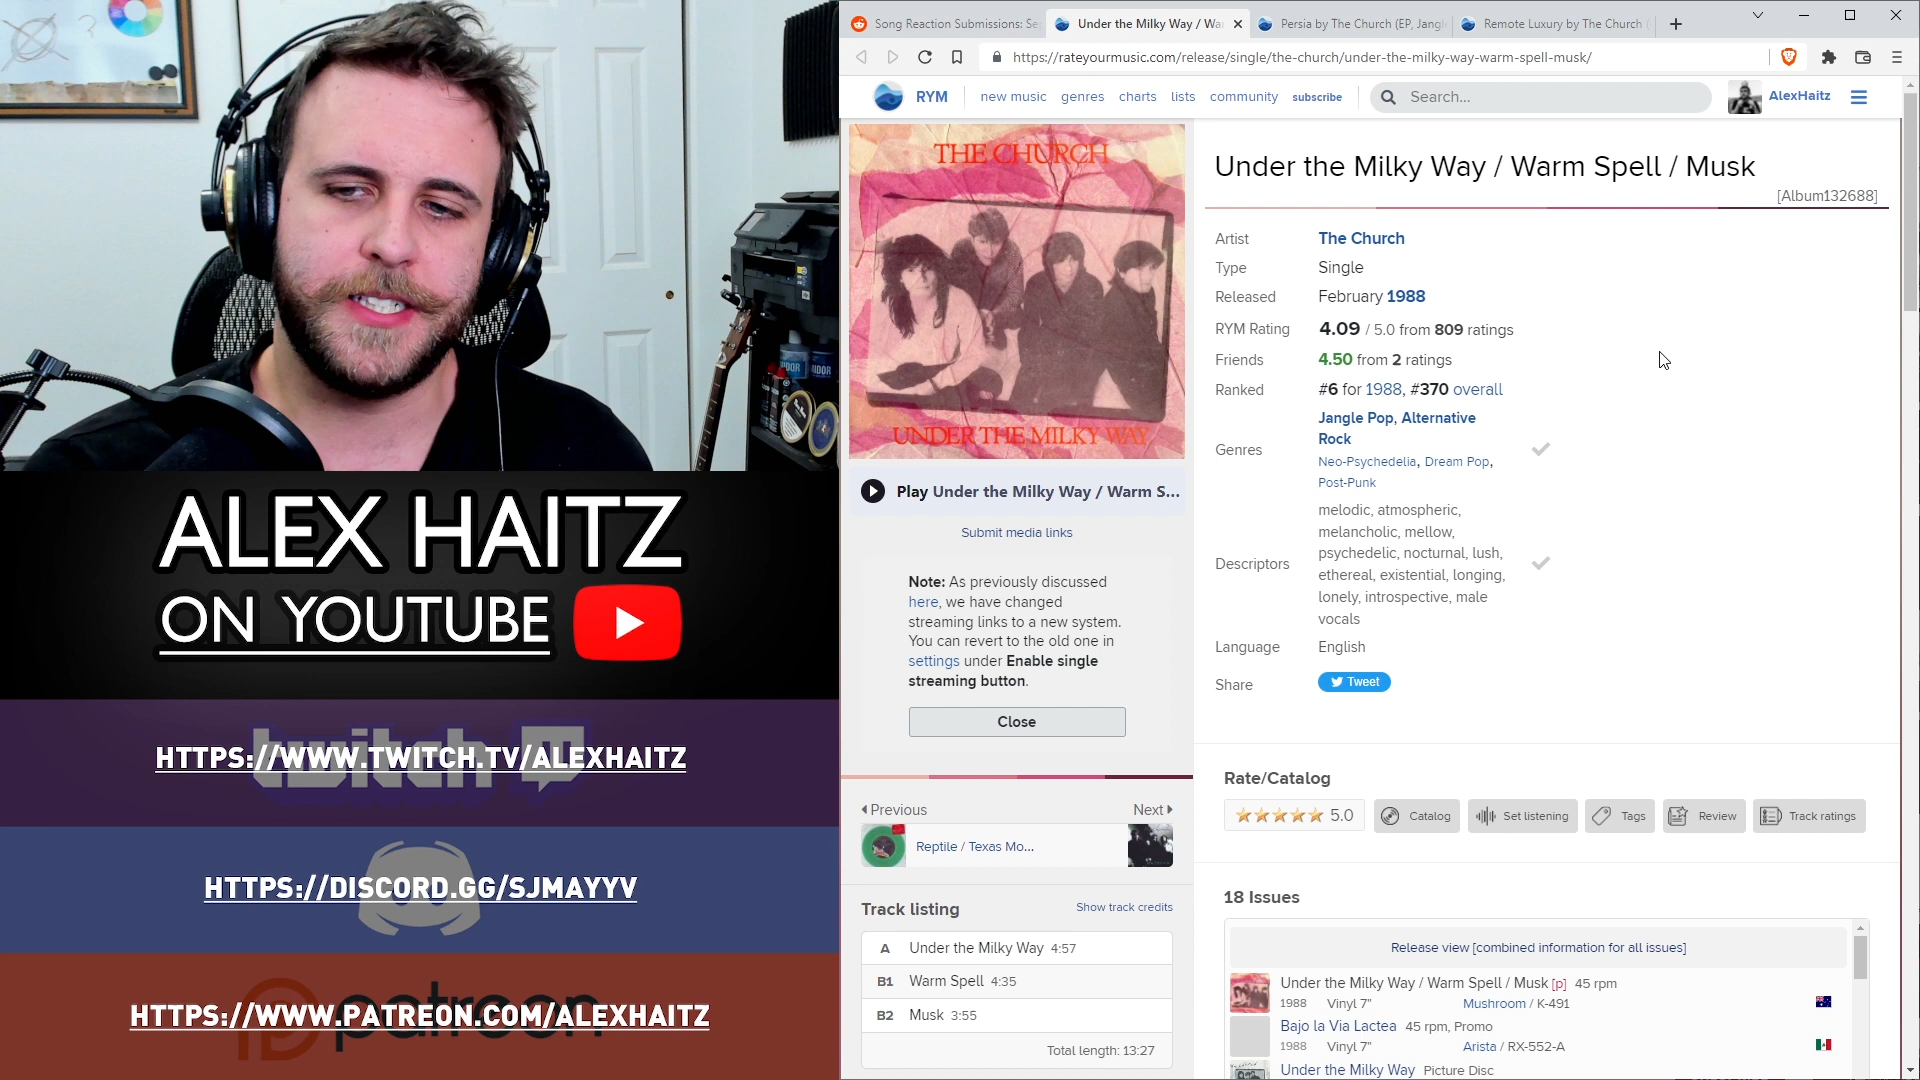 Song Reaction Submissions: Se
Under the Milky Way / Wa
Persia by The Church (EP, Jangl
Remote Luxury by The Church
https://rateyourmusic.com/release/single/the-church/under-the-milky-way-warm-spell-musk/
RYM
new music
genres
charts
lists
community
subscribe
Search...
AlexHaitz
THE CHURCH
UNDER THE MILKY WAY
Under the Milky Way / Warm Spell / Musk
[Album132688]
Artist
The Church
Type
Single
Released
February 1988
RYM Rating
4.09 / 5.0 from 809 ratings
Friends
4.50 from 2 ratings
Ranked
#6 for 1988, #370 overall
Genres
Jangle Pop, Alternative
Rock
Neo-Psychedelia, Dream Pop,
Post-Punk
Descriptors
melodic, atmospheric,
melancholic, mellow,
psychedelic, nocturnal, lush,
ethereal, existential, longing,
lonely, introspective, male
vocals
Language
English
Share
Tweet
Play Under the Milky Way / Warm S...
Submit media links
Note: As previously discussed
here, we have changed
streaming links to a new system.
You can revert to the old one in
settings under Enable single
streaming button.
Close
Previous
Next
Reptile / Texas Mo...
Track listing
Show track credits
A Under the Milky Way 4:57
B1 Warm Spell 4:35
B2 Musk 3:55
Total length: 13:27
Rate/Catalog
5.0
Catalog
Set listening
Tags
Review
Track ratings
18 Issues
Release view [combined information for all issues]
Under the Milky Way / Warm Spell / Musk [p] 45 rpm
1988 Vinyl 7" Mushroom / K-491
Bajo la Via Lactea 45 rpm, Promo
1988 Vinyl 7" Arista / RX-552-A
Under the Milky Way Picture Disc
ALEX HAITZ
ON YOUTUBE
twitch
HTTPS://WWW.TWITCH.TV/ALEXHAITZ
HTTPS://DISCORD.GG/SJMAYYV
patreon
HTTPS://WWW.PATREON.COM/ALEXHAITZ